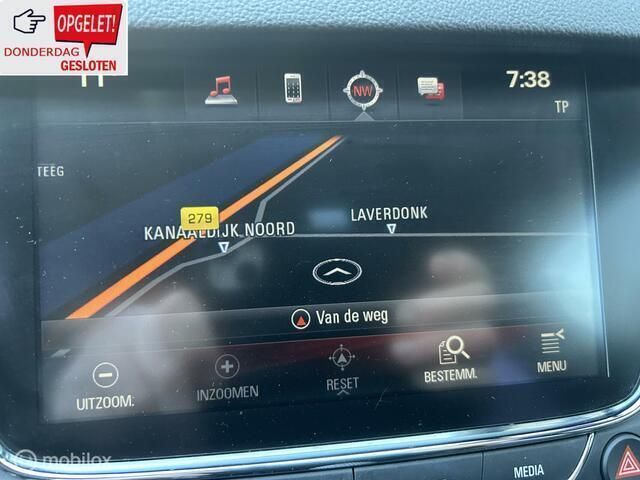 OPGELET!
DONDERDAG
GESLOTEN
NW
7:38
TP
TEEG
279
KANAALDIJK NOORD
LAVERDONK
Van de weg
UITZOOM.
INZOOMEN
RESET
BESTEMM.
MENU
mobilox
MEDIA